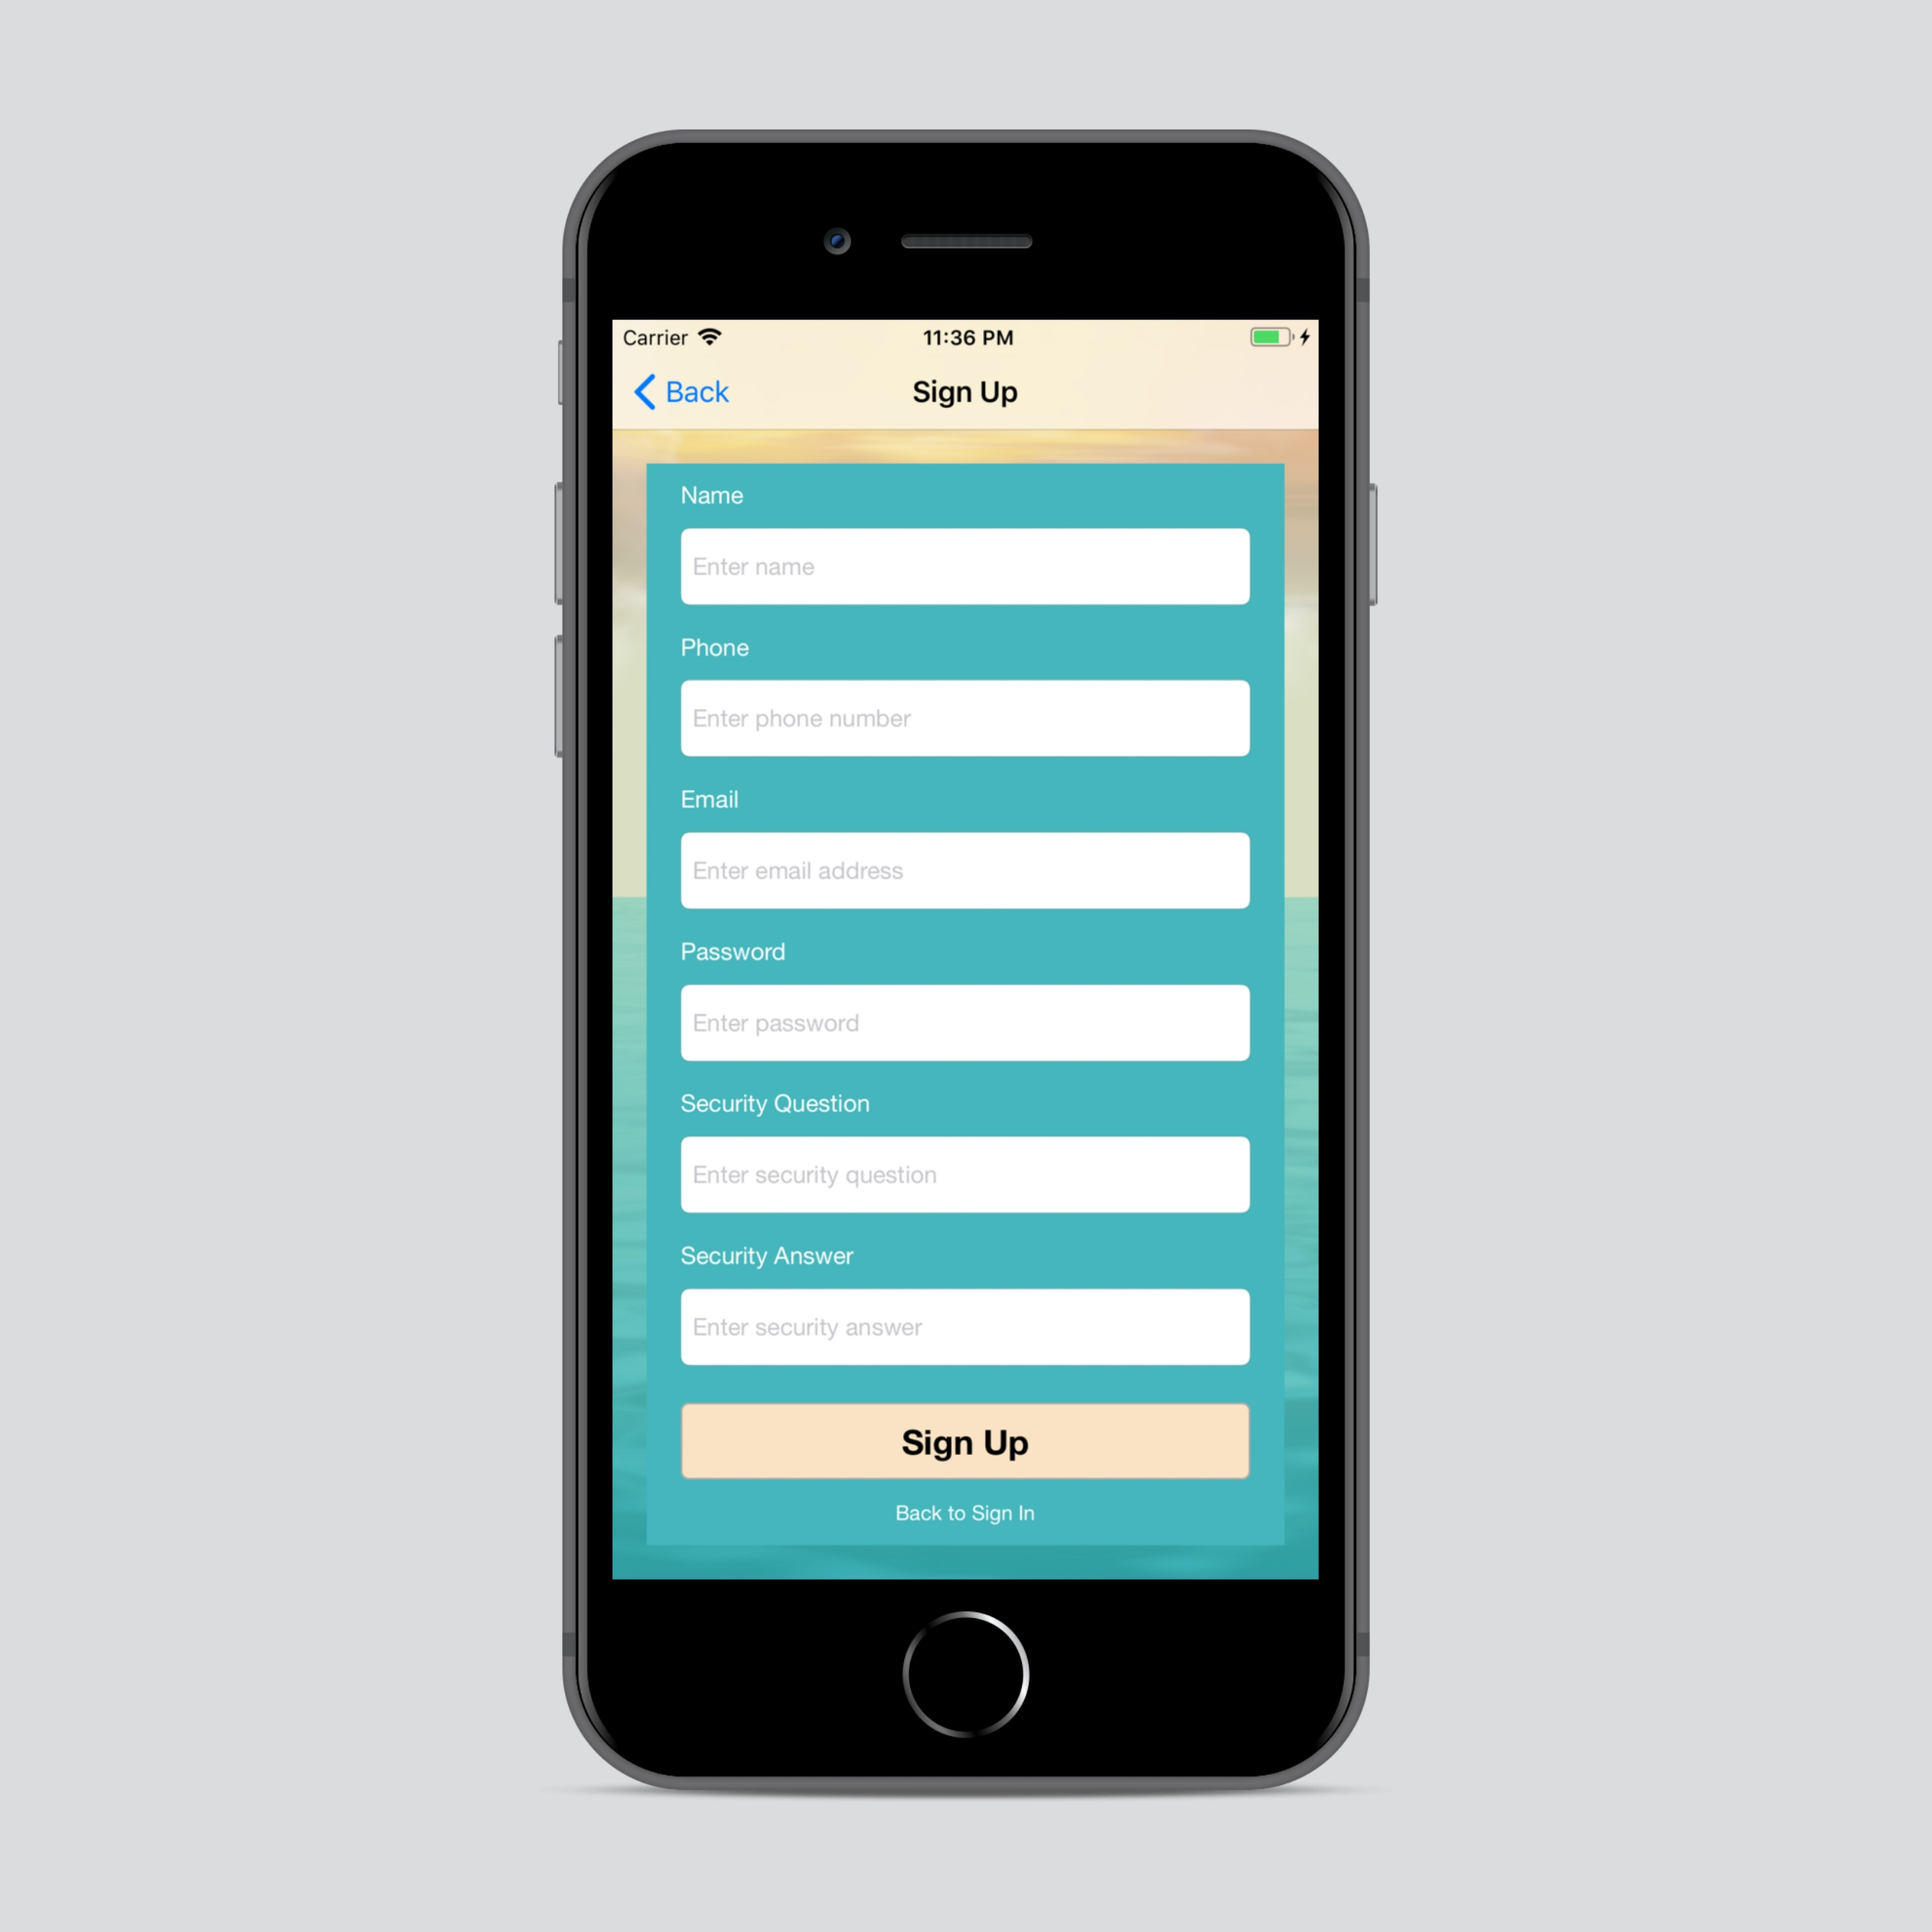 Carrier 11:36 PM
Back Sign Up
Name
Enter name
Phone
Enter phone number
Email
Enter email address
Password
Enter password
Security Question
Enter security question
Security Answer
Enter security answer
Sign Up
Back to Sign In